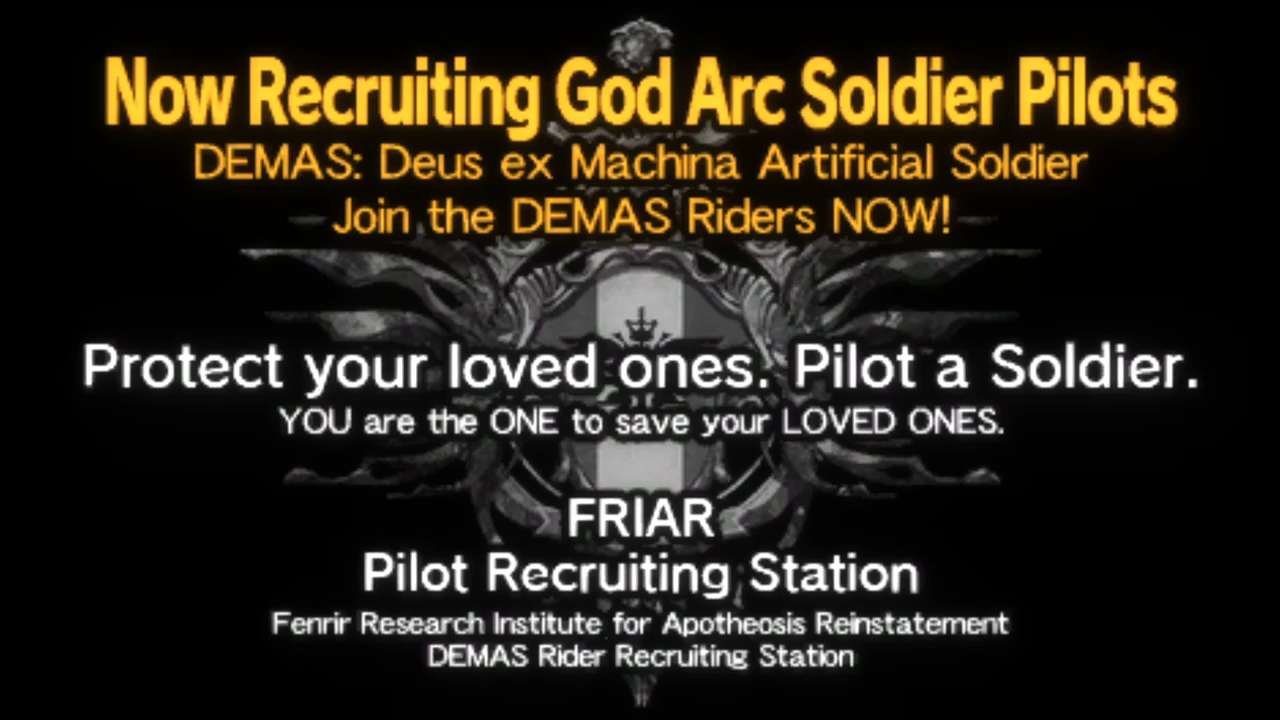 Now Recruiting God Arc Soldier Pilots
DEMAS: Deus ex Machina Artificial Soldier
Join the DEMAS Riders NOW!
Protect your loved ones. Pilot a Soldier.
YOU are the ONE to save your LOVED ONES.
FRIAR
Pilot Recruiting Station
Fenrir Research Institute for Apotheosis Reinstatement
DEMAS Rider Recruiting Station